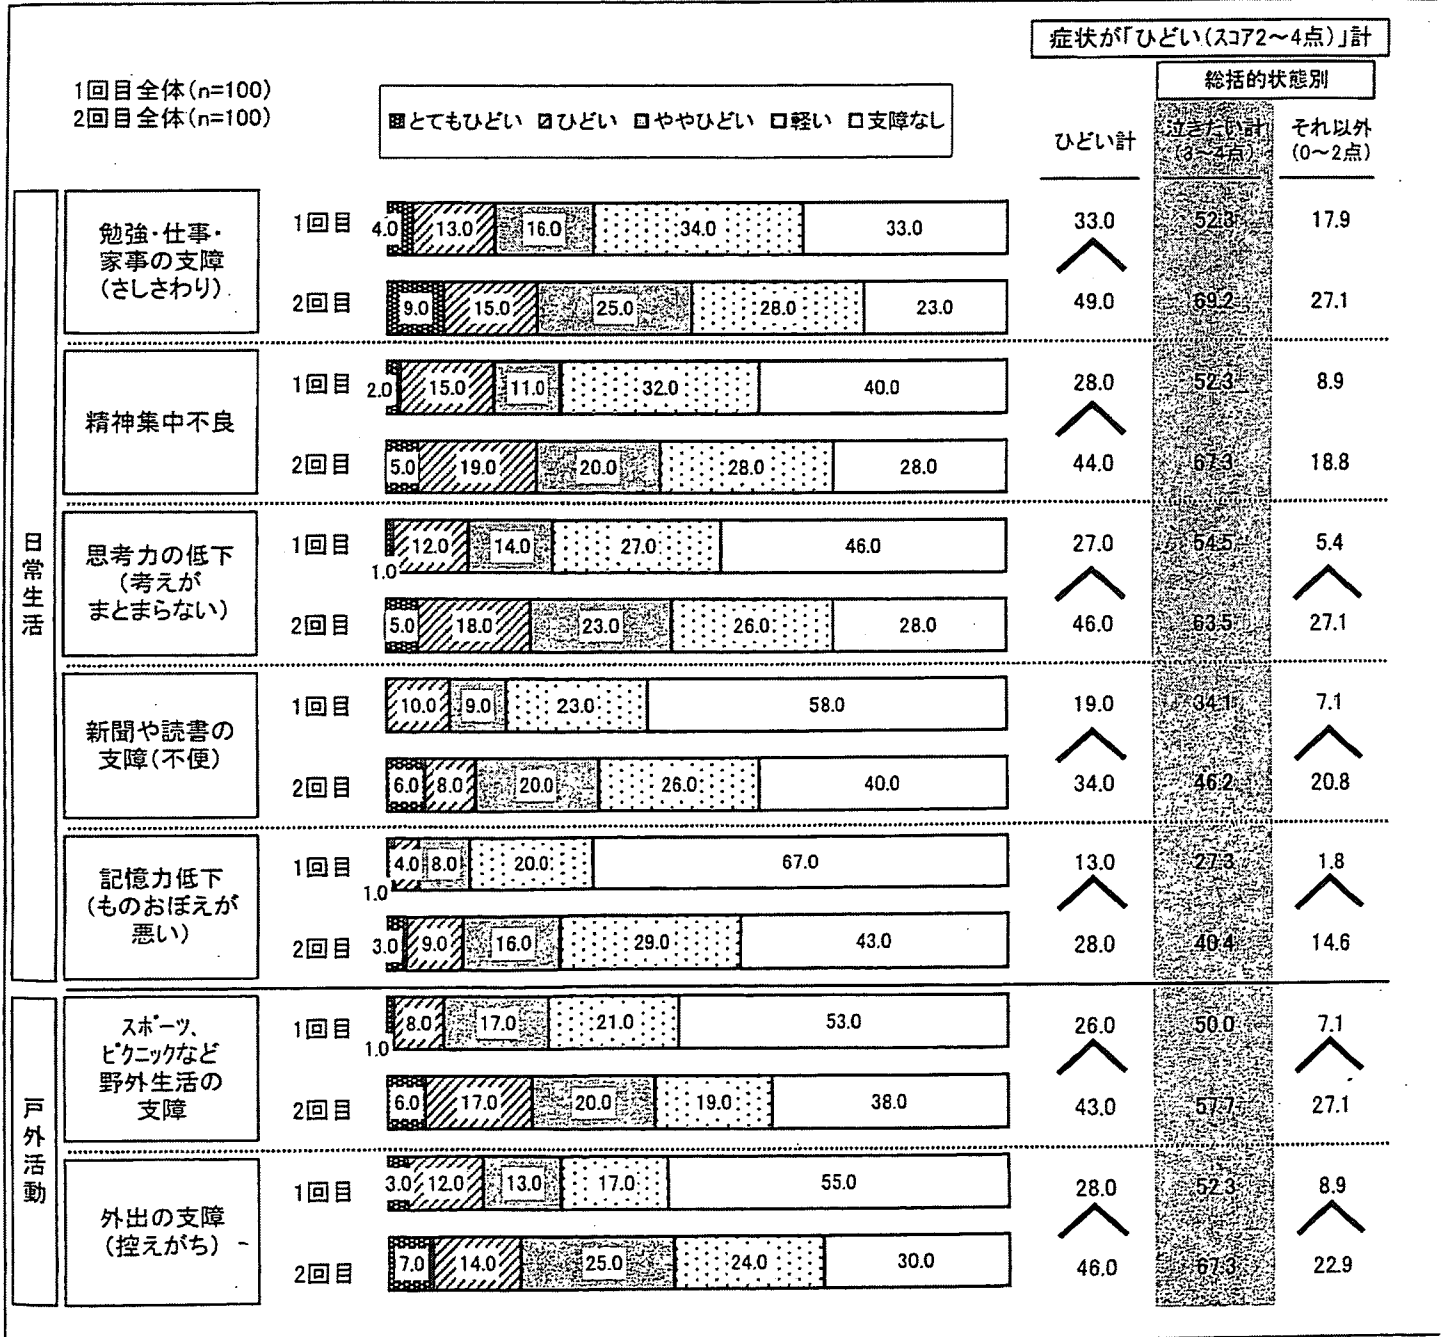 症状が「ひどい(スコア2～4点)」計
1回目全体(n=100)
2回目全体(n=100)
とてもひどい ひどい ややひどい 軽い 支障なし
総括的状態別
ひどい計 泣きたい計 それ以外
(3～4点) (0～2点)
日常生活
勉強・仕事・
家事の支障
(さしさわり)
1回目 4.0 13.0 16.0 34.0 33.0 33.0 52.3 17.9
2回目 9.0 15.0 25.0 28.0 23.0 49.0 69.2 27.1
精神集中不良
1回目 2.0 15.0 11.0 32.0 40.0 28.0 52.3 8.9
2回目 5.0 19.0 20.0 28.0 28.0 44.0 67.3 18.8
思考力の低下
(考えが
まとまらない)
1回目 1.0 12.0 14.0 27.0 46.0 27.0 54.5 5.4
2回目 5.0 18.0 23.0 26.0 28.0 46.0 63.5 27.1
新聞や読書の
支障(不便)
1回目 10.0 9.0 23.0 58.0 19.0 34.1 7.1
2回目 6.0 8.0 20.0 26.0 40.0 34.0 46.2 20.8
記憶力低下
(ものおぼえが
悪い)
1回目 1.0 4.0 8.0 20.0 67.0 13.0 27.3 1.8
2回目 3.0 9.0 16.0 29.0 43.0 28.0 40.4 14.6
戸外活動
スポーツ、
ピクニックなど
野外生活の
支障
1回目 1.0 8.0 17.0 21.0 53.0 26.0 50.0 7.1
2回目 6.0 17.0 20.0 19.0 38.0 43.0 57.7 27.1
外出の支障
(控えがち)
1回目 3.0 12.0 13.0 17.0 55.0 28.0 52.3 8.9
2回目 7.0 14.0 25.0 24.0 30.0 46.0 67.3 22.9